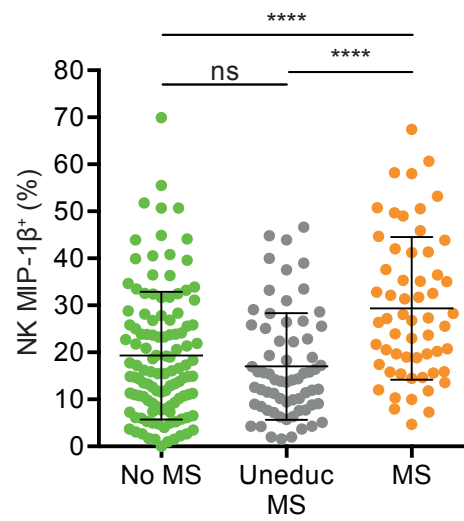 ****
ns
****
80
70
60
50
40
30
20
10
0
NK MIP-1β⁺ (%)
No MS
Uneduc
MS
MS